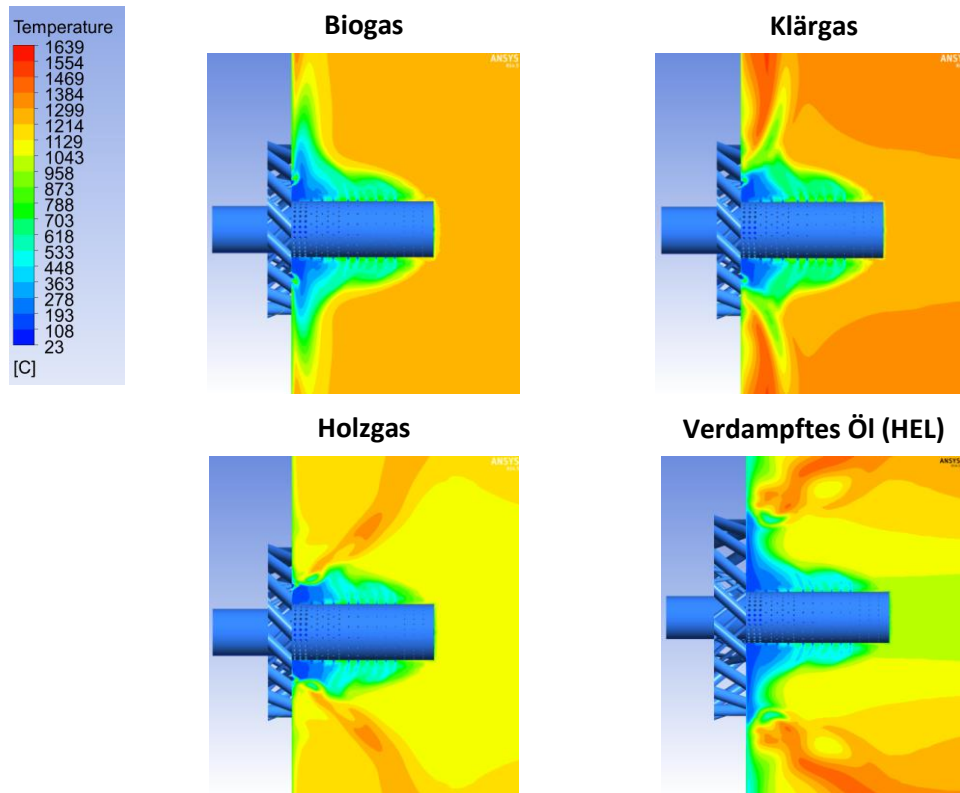 Temperature
1639
1554
1469
1384
1299
1214
1129
1043
958
873
788
703
618
533
448
363
278
193
108
23
[C]
Biogas
ANSYS
Klärgas
ANSYS
Holzgas
ANSYS
Verdampftes Öl (HEL)
ANSYS